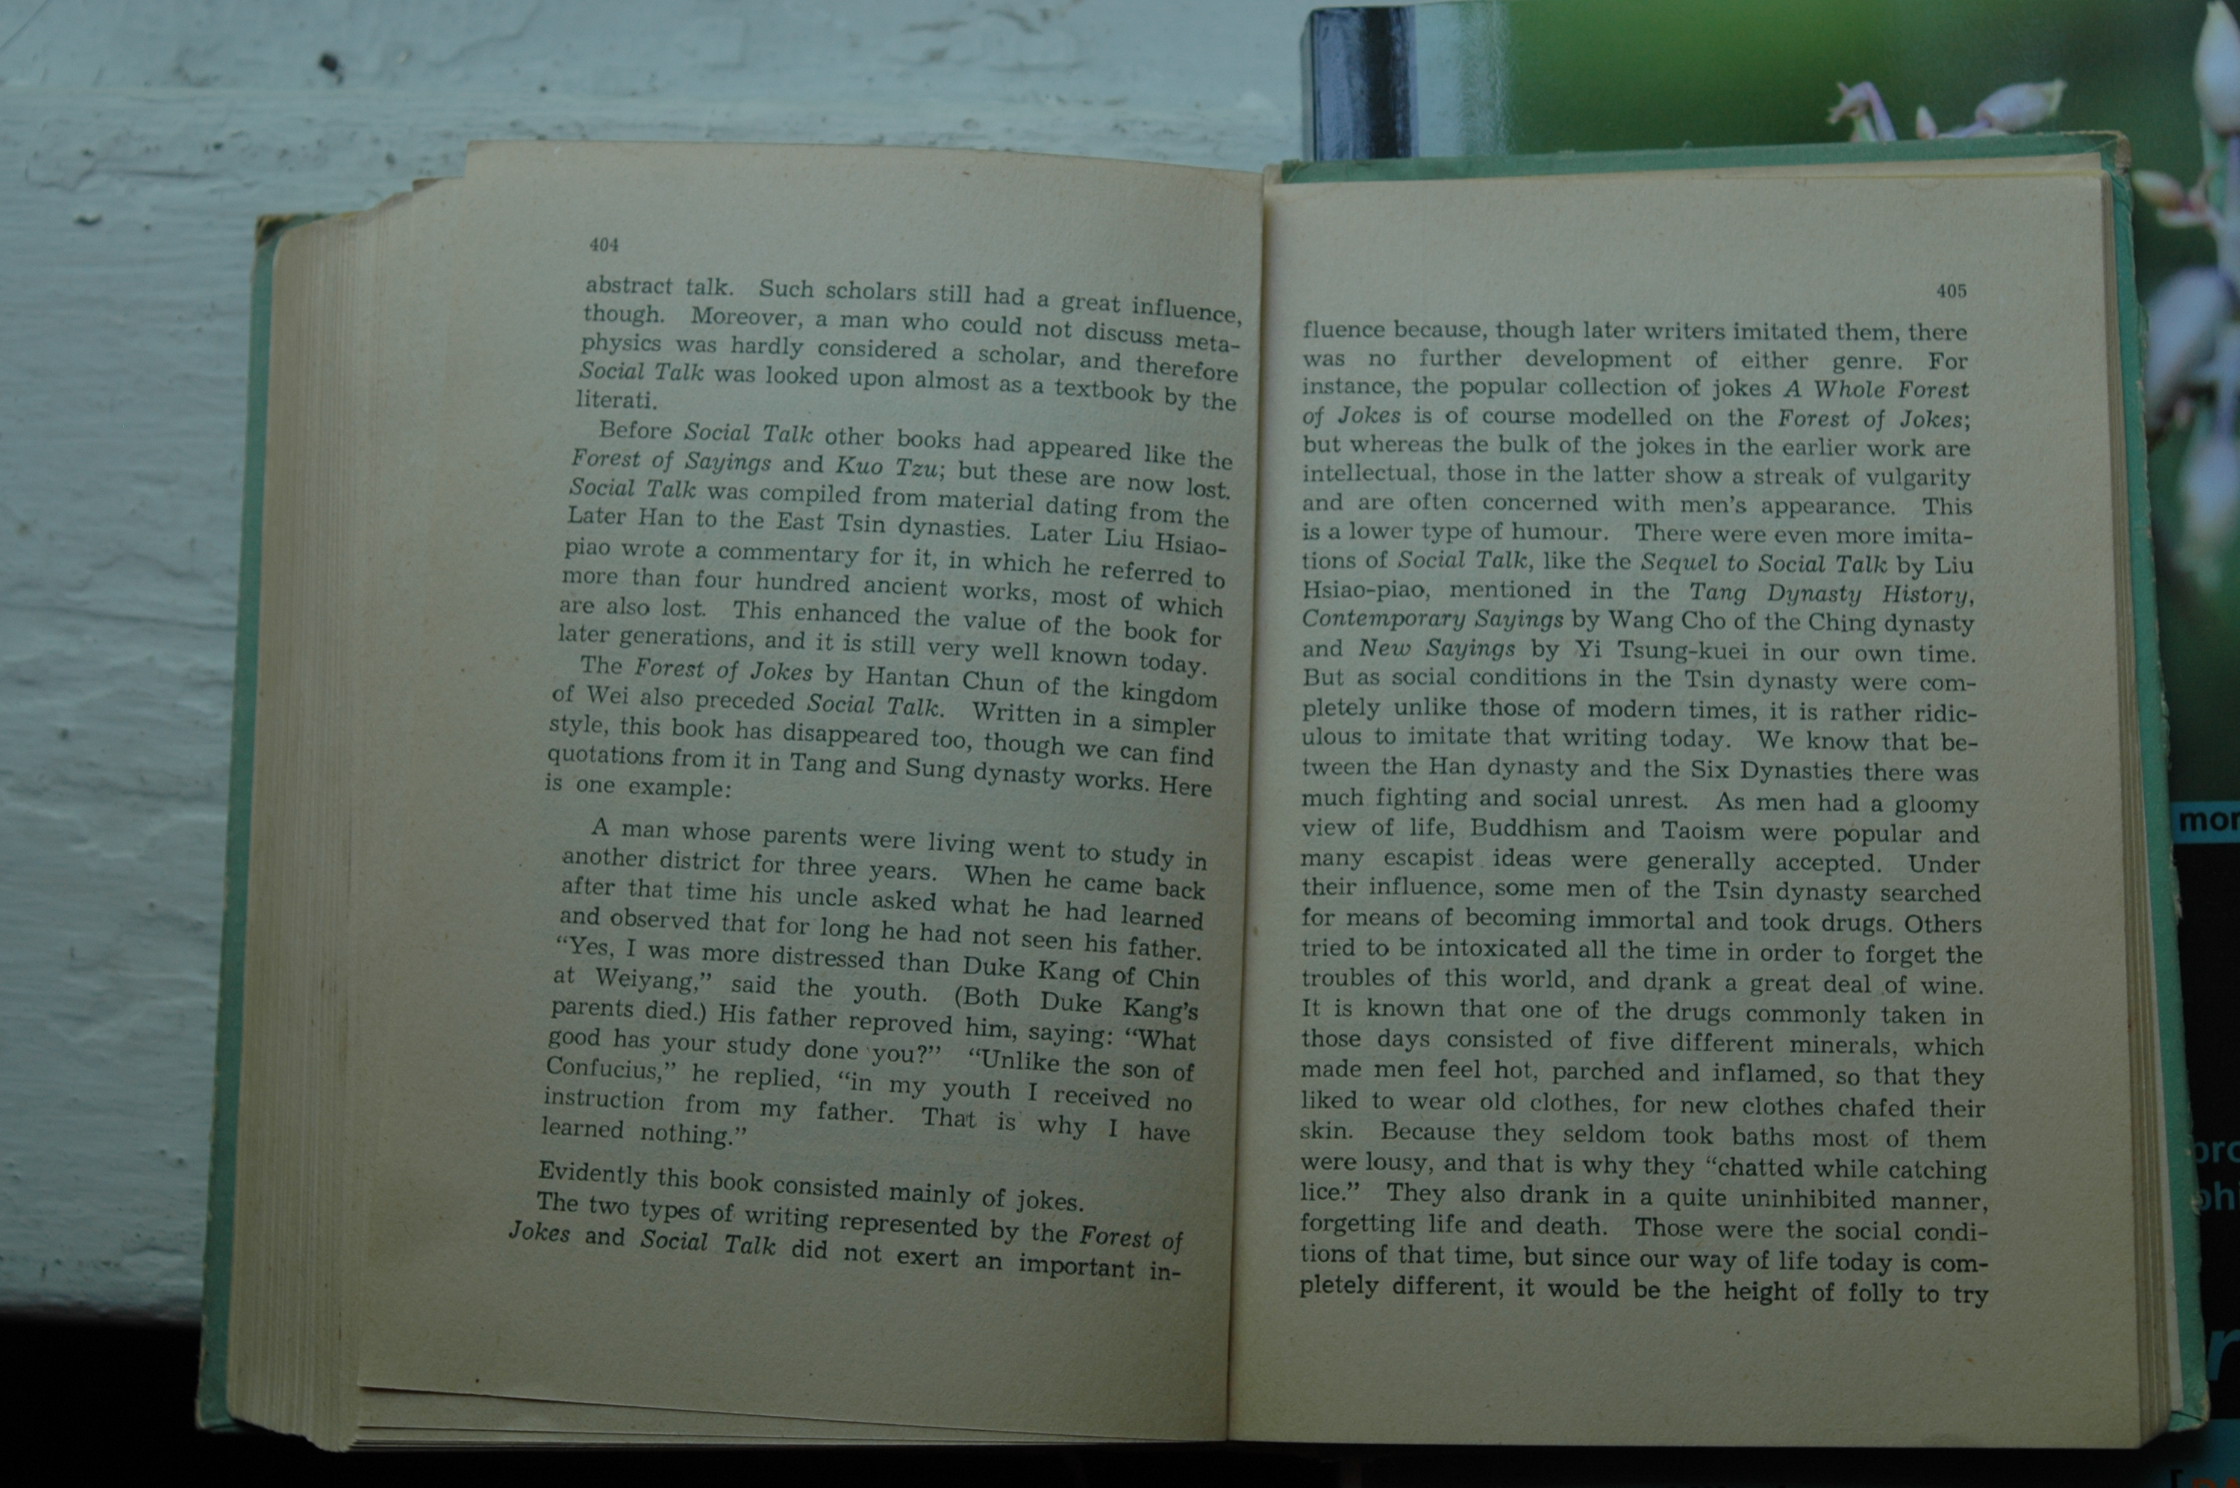 404
abstract talk. Such scholars still had a great influence,
though. Moreover, a man who could not discuss meta-
physics was hardly considered a scholar, and therefore
Social Talk was looked upon almost as a textbook by the
literati.
Before Social Talk other books had appeared like the
Forest of Sayings and Kuo Tzu; but these are now lost.
Social Talk was compiled from material dating from the
Later Han to the East Tsin dynasties. Later Liu Hsiao-
piao wrote a commentary for it, in which he referred to
more than four hundred ancient works, most of which
are also lost. This enhanced the value of the book for
later generations, and it is still very well known today.
The Forest of Jokes by Hantan Chun of the kingdom
of Wei also preceded Social Talk. Written in a simpler
style, this book has disappeared too, though we can find
quotations from it in Tang and Sung dynasty works. Here
is one example:
A man whose parents were living went to study in
another district for three years. When he came back
after that time his uncle asked what he had learned
and observed that for long he had not seen his father.
“Yes, I was more distressed than Duke Kang of Chin
at Weiyang,” said the youth. (Both Duke Kang's
parents died.) His father reproved him, saying: “What
good has your study done you?” “Unlike the son of
Confucius,” he replied, “in my youth I received no
instruction from my father. That is why I have
learned nothing.”
Evidently this book consisted mainly of jokes.
The two types of writing represented by the Forest of
Jokes and Social Talk did not exert an important in-
405
fluence because, though later writers imitated them, there
was no further development of either genre. For
instance, the popular collection of jokes A Whole Forest
of Jokes is of course modelled on the Forest of Jokes;
but whereas the bulk of the jokes in the earlier work are
intellectual, those in the latter show a streak of vulgarity
and are often concerned with men's appearance. This
is a lower type of humour. There were even more imita-
tions of Social Talk, like the Sequel to Social Talk by Liu
Hsiao-piao, mentioned in the Tang Dynasty History,
Contemporary Sayings by Wang Cho of the Ching dynasty
and New Sayings by Yi Tsung-kuei in our own time.
But as social conditions in the Tsin dynasty were com-
pletely unlike those of modern times, it is rather ridic-
ulous to imitate that writing today. We know that be-
tween the Han dynasty and the Six Dynasties there was
much fighting and social unrest. As men had a gloomy
view of life, Buddhism and Taoism were popular and
many escapist ideas were generally accepted. Under
their influence, some men of the Tsin dynasty searched
for means of becoming immortal and took drugs. Others
tried to be intoxicated all the time in order to forget the
troubles of this world, and drank a great deal of wine.
It is known that one of the drugs commonly taken in
those days consisted of five different minerals, which
made men feel hot, parched and inflamed, so that they
liked to wear old clothes, for new clothes chafed their
skin. Because they seldom took baths most of them
were lousy, and that is why they “chatted while catching
lice.” They also drank in a quite uninhibited manner,
forgetting life and death. Those were the social condi-
tions of that time, but since our way of life today is com-
pletely different, it would be the height of folly to try